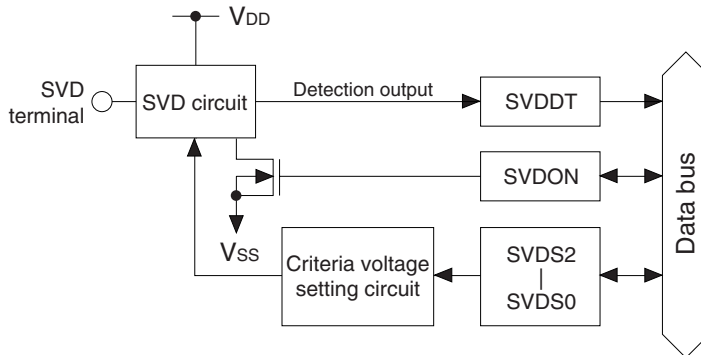 VDD
SVD
terminal
SVD circuit
Detection output
SVDDT
SVDON
VSS
Criteria voltage
setting circuit
SVDS2
SVDS0
Data bus